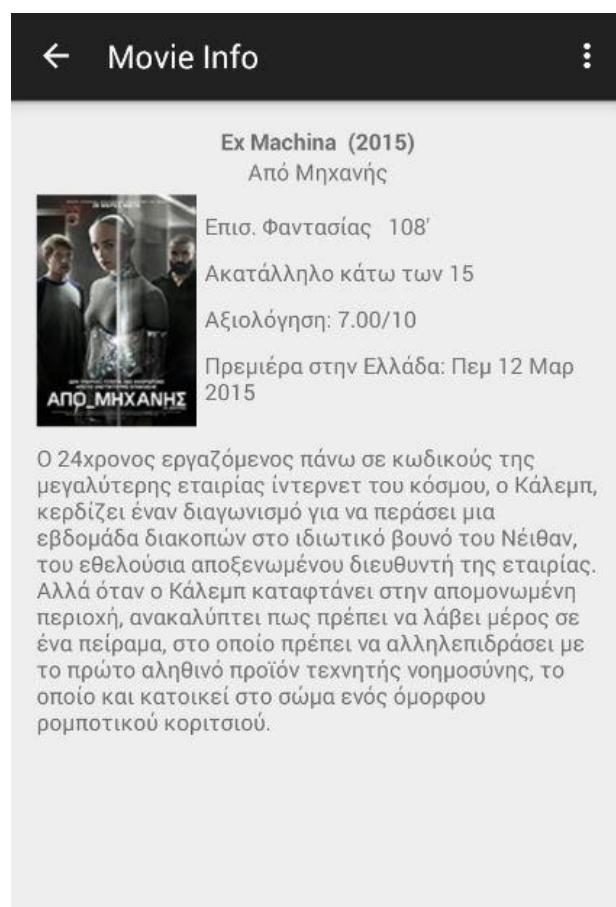 Movie Info
Ex Machina (2015)
Από Μηχανής
Επισ. Φαντασίας 108'
Ακατάλληλο κάτω των 15
Αξιολόγηση: 7.00/10
Πρεμιέρα στην Ελλάδα: Πεμ 12 Μαρ
2015
ΑΠΟ_ΜΗΧΑΝΗΣ
Ο 24χρονος εργαζόμενος πάνω σε κωδικούς της
μεγαλύτερης εταιρίας ίντερνετ του κόσμου, ο Κάλεμπ,
κερδίζει έναν διαγωνισμό για να περάσει μια
εβδομάδα διακοπών στο ιδιωτικό βουνό του Νέιθαν,
του εθελούσια αποξενωμένου διευθυντή της εταιρίας.
Αλλά όταν ο Κάλεμπ καταφτάνει στην απομονωμένη
περιοχή, ανακαλύπτει πως πρέπει να λάβει μέρος σε
ένα πείραμα, στο οποίο πρέπει να αλληλεπιδράσει με
το πρώτο αληθινό προϊόν τεχνητής νοημοσύνης, το
οποίο και κατοικεί στο σώμα ενός όμορφου
ρομποτικού κοριτσιού.